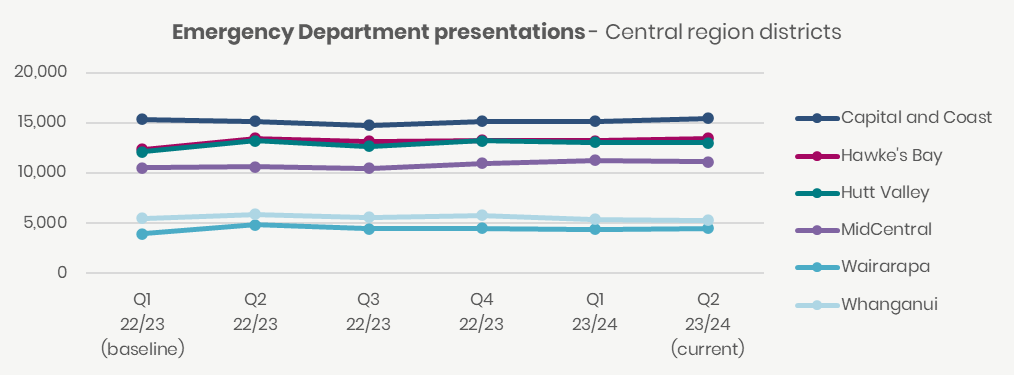 Emergency Department presentations - Central region districts
20,000
15,000
10,000
5,000
0
Q1 Q2 Q3 Q4 Q1 Q2
22/23 22/23 22/23 22/23 23/24 23/24
(baseline) (current)
Capital and Coast
Hawke's Bay
Hutt Valley
MidCentral
Wairarapa
Whanganui